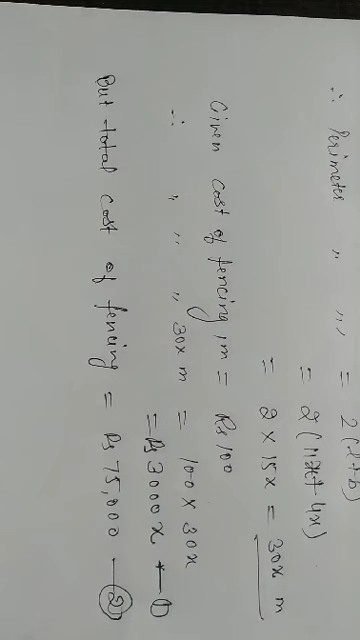 ∴ Perimeter " " " = 2(l+b)
= 2(11x+4x)
= 2 × 15x = 30x m
Given cost of fencing 1m = Rs 100
∴ " " " 30x m = 100 × 30x
= Rs 3000x — ①
But total cost of fencing = Rs 75,000 — ②